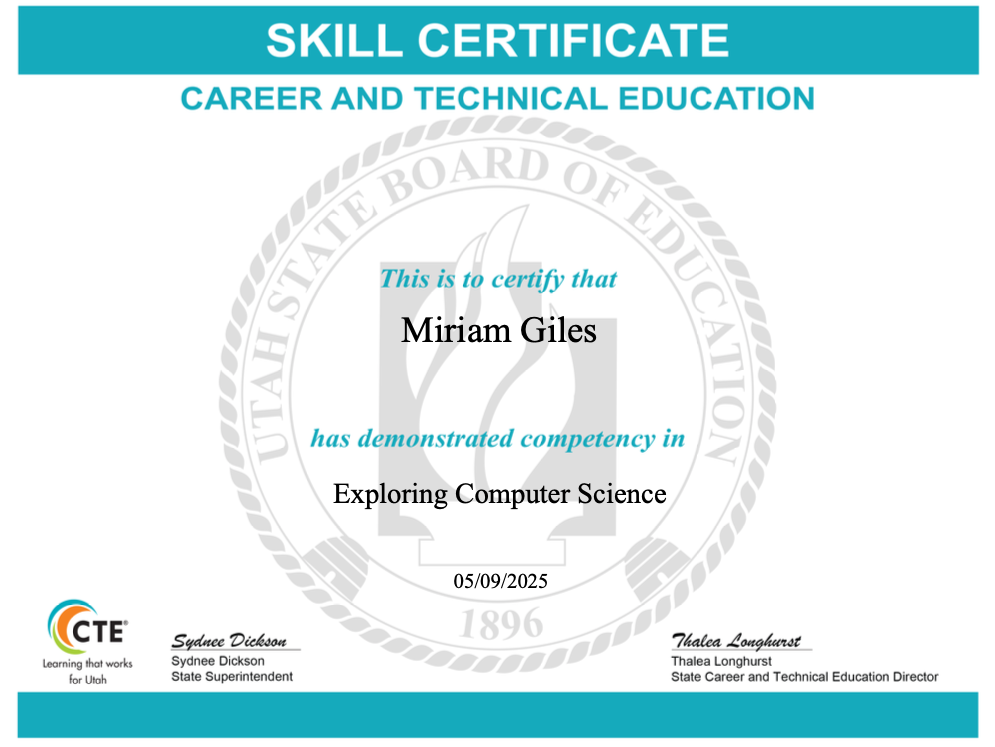 SKILL CERTIFICATE
CAREER AND TECHNICAL EDUCATION
UTAH STATE BOARD OF EDUCATION
This is to certify that
Miriam Giles
has demonstrated competency in
Exploring Computer Science
05/09/2025
1896
CTE®
Learning that works
for Utah
Sydnee Dickson
Sydnee Dickson
State Superintendent
Thalea Longhurst
Thalea Longhurst
State Career and Technical Education Director